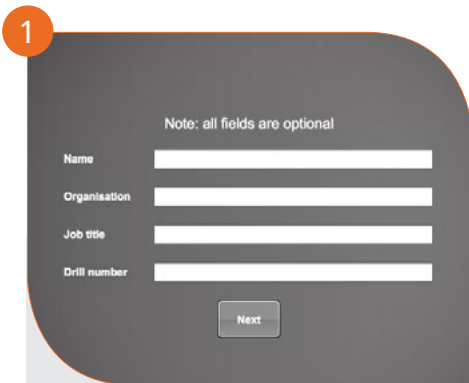 1
Note: all fields are optional
Name
Organisation
Job title
Drill number
Next